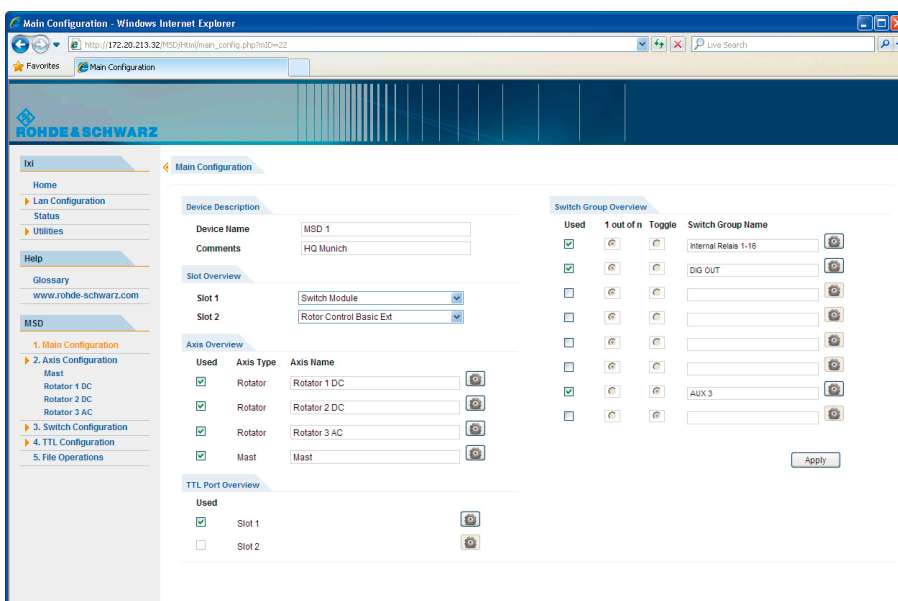 Main Configuration - Windows Internet Explorer
http://172.20.213.32/MSD/Html/main_config.php?mID=22
Live Search
Favorites
Main Configuration
ROHDE&SCHWARZ
lxi
Home
Lan Configuration
Status
Utilities
Help
Glossary
www.rohde-schwarz.com
MSD
1. Main Configuration
2. Axis Configuration
Mast
Rotator 1 DC
Rotator 2 DC
Rotator 3 AC
3. Switch Configuration
4. TTL Configuration
5. File Operations
Main Configuration
Device Description
Device Name MSD 1
Comments HQ Munich
Slot Overview
Slot 1 Switch Module
Slot 2 Rotor Control Basic Ext
Axis Overview
Used Axis Type Axis Name
Rotator Rotator 1 DC
Rotator Rotator 2 DC
Rotator Rotator 3 AC
Mast Mast
TTL Port Overview
Used
Slot 1
Slot 2
Switch Group Overview
Used 1 out of n Toggle Switch Group Name
Internal Relais 1-16
DIG OUT
AUX 3
Apply